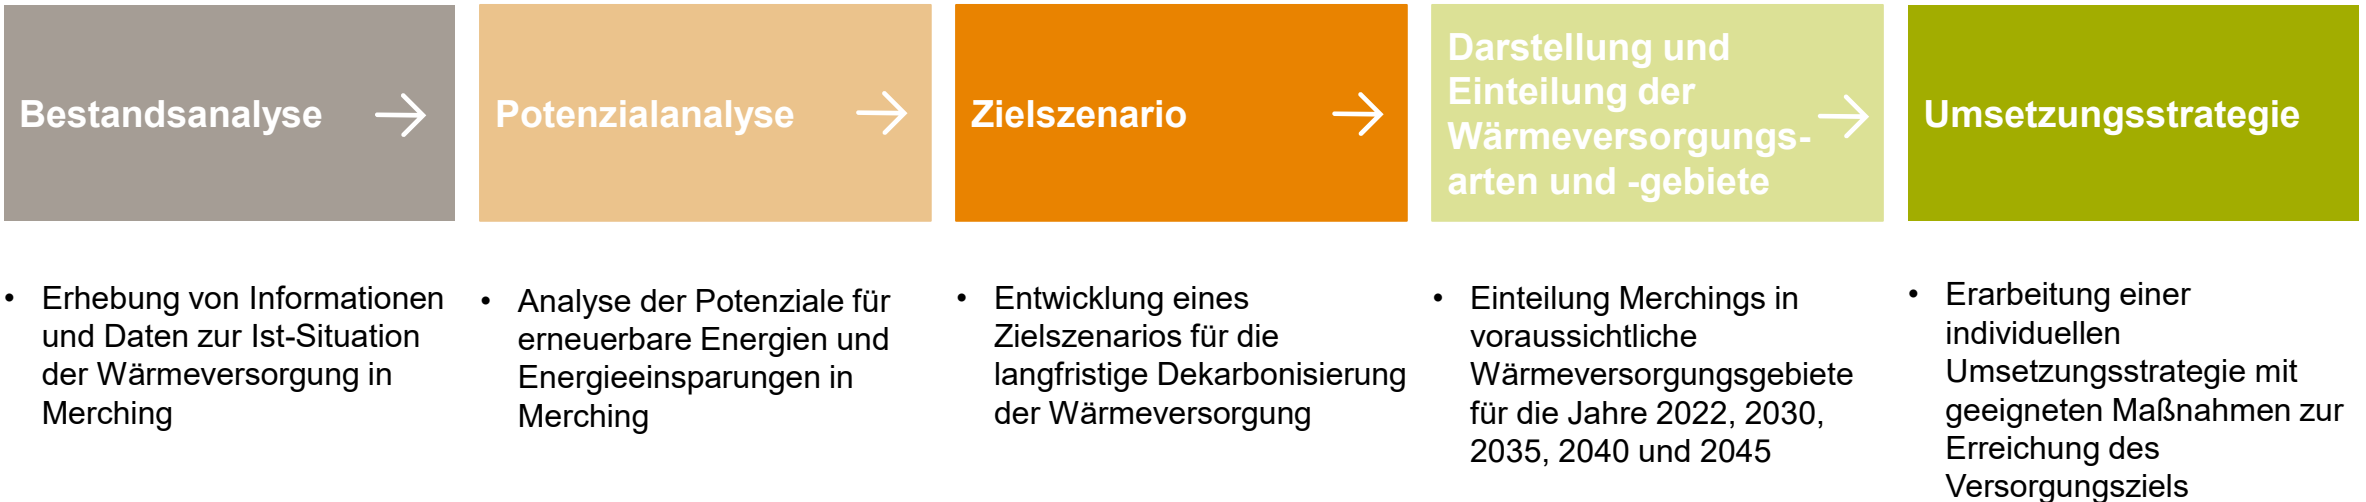 Bestandsanalyse
Potenzialanalyse
Zielszenario
Darstellung und
Einteilung der
Wärmeversorgungs-
arten und -gebiete
Umsetzungsstrategie
• Erhebung von Informationen
und Daten zur Ist-Situation
der Wärmeversorgung in
Merching
• Analyse der Potenziale für
erneuerbare Energien und
Energieeinsparungen in
Merching
• Entwicklung eines
Zielszenarios für die
langfristige Dekarbonisierung
der Wärmeversorgung
• Einteilung Merchings in
voraussichtliche
Wärmeversorgungsgebiete
für die Jahre 2022, 2030,
2035, 2040 und 2045
• Erarbeitung einer
individuellen
Umsetzungsstrategie mit
geeigneten Maßnahmen zur
Erreichung des
Versorgungsziels